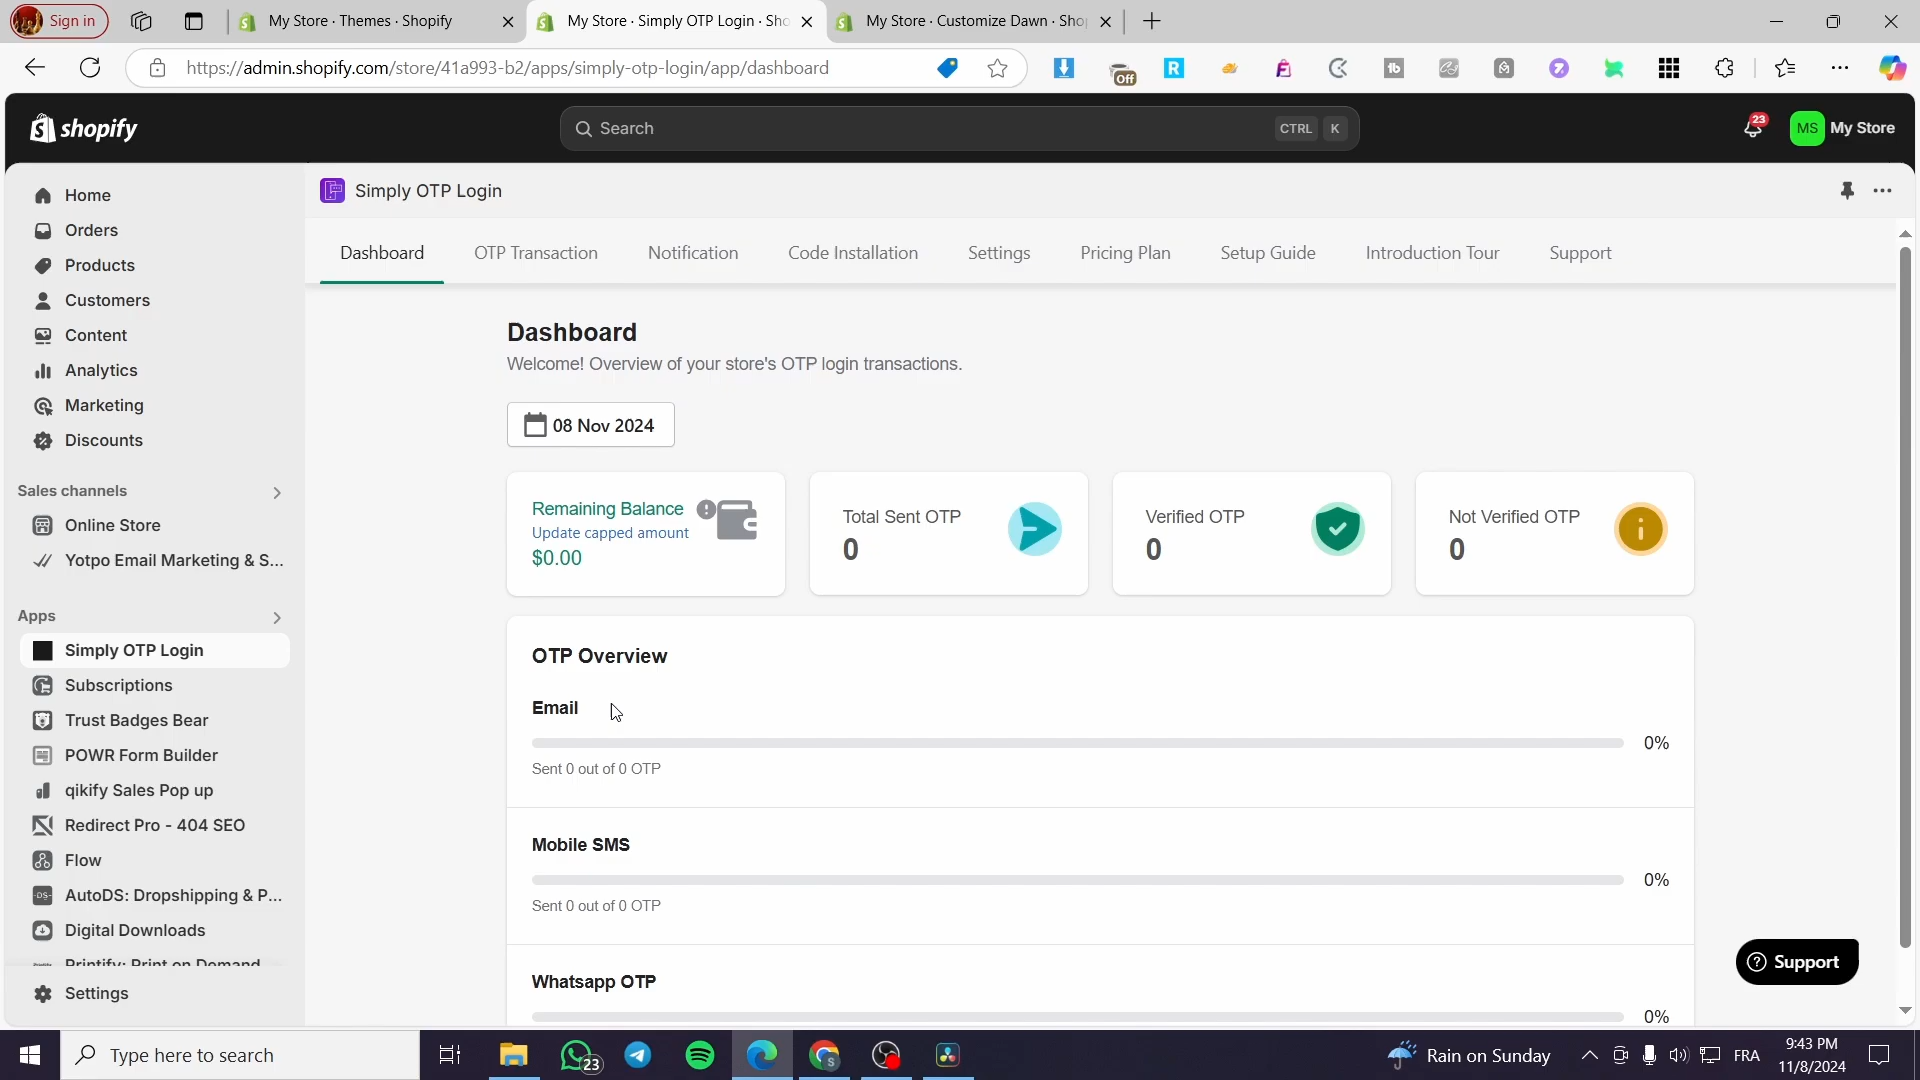 Sign in
My Store · Themes · Shopify
My Store · Simply OTP Login · Sho
My Store · Customize Dawn · Sho
https://admin.shopify.com/store/41a993-b2/apps/simply-otp-login/app/dashboard
Off
shopify
Search
CTRL K
23
MS My Store
Home
Orders
Products
Customers
Content
Analytics
Marketing
Discounts
Sales channels
Online Store
Yotpo Email Marketing & S...
Apps
Simply OTP Login
Subscriptions
Trust Badges Bear
POWR Form Builder
qikify Sales Pop up
Redirect Pro - 404 SEO
Flow
AutoDS: Dropshipping & P...
Digital Downloads
Printify: Print on Demand
Settings
Simply OTP Login
Dashboard
OTP Transaction
Notification
Code Installation
Settings
Pricing Plan
Setup Guide
Introduction Tour
Support
Dashboard
Welcome! Overview of your store's OTP login transactions.
08 Nov 2024
Remaining Balance
Update capped amount
$0.00
Total Sent OTP
0
Verified OTP
0
Not Verified OTP
0
OTP Overview
Email
0%
Sent 0 out of 0 OTP
Mobile SMS
0%
Sent 0 out of 0 OTP
Whatsapp OTP
0%
Support
Type here to search
23
Rain on Sunday
FRA
9:43 PM
11/8/2024